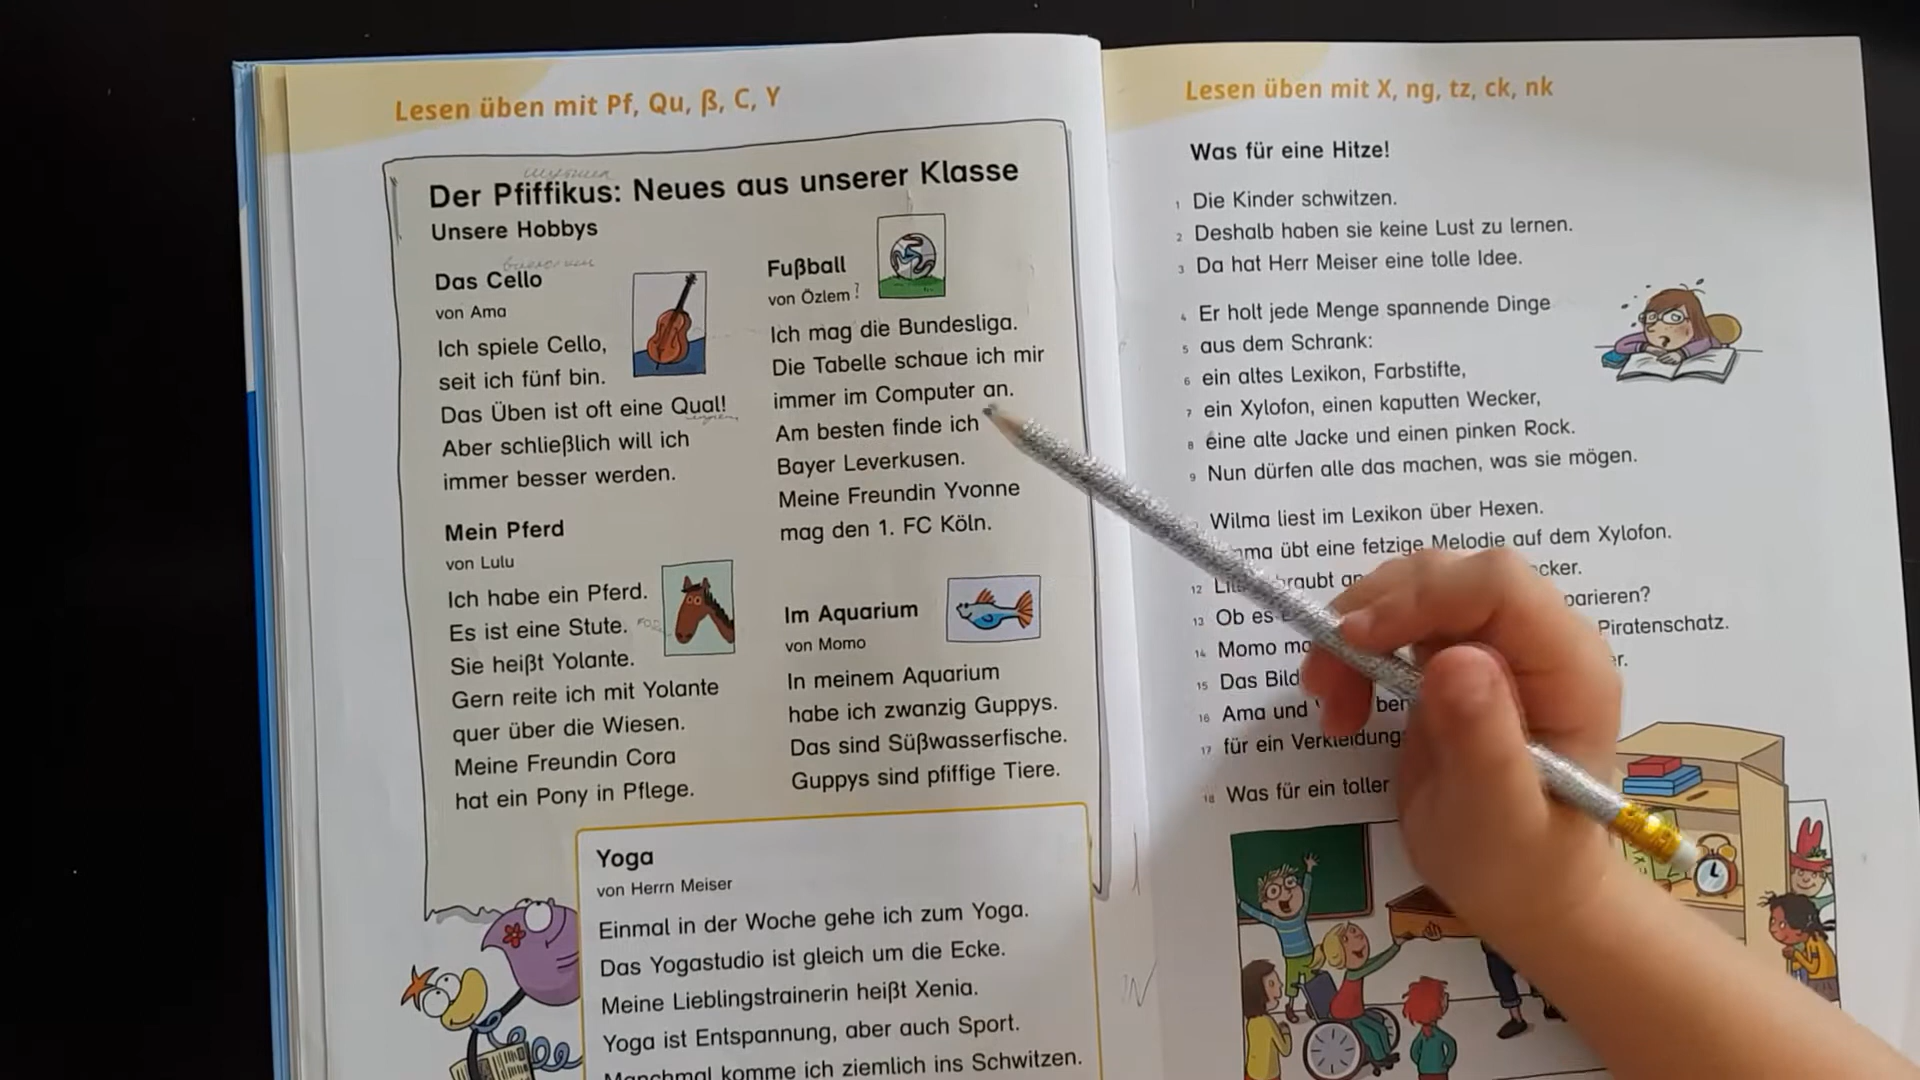 Lesen üben mit Pf, Qu, ß, C, Y
Der Pfiffikus: Neues aus unserer Klasse
Unsere Hobbys
Das Cello
von Ama
Ich spiele Cello,
seit ich fünf bin.
Das Üben ist oft eine Qual!
Aber schließlich will ich
immer besser werden.
Mein Pferd
von Lulu
Ich habe ein Pferd.
Es ist eine Stute.
Sie heißt Yolante.
Gern reite ich mit Yolante
quer über die Wiesen.
Meine Freundin Cora
hat ein Pony in Pflege.
Fußball
von Özlem ?
Ich mag die Bundesliga.
Die Tabelle schaue ich mir
immer im Computer an.
Am besten finde ich
Bayer Leverkusen.
Meine Freundin Yvonne
mag den 1. FC Köln.
Im Aquarium
von Momo
In meinem Aquarium
habe ich zwanzig Guppys.
Das sind Süßwasserfische.
Guppys sind pfiffige Tiere.
Yoga
von Herrn Meiser
Einmal in der Woche gehe ich zum Yoga.
Das Yogastudio ist gleich um die Ecke.
Meine Lieblingstrainerin heißt Xenia.
Yoga ist Entspannung, aber auch Sport.
Manchmal komme ich ziemlich ins Schwitzen.
Lesen üben mit X, ng, tz, ck, nk
Was für eine Hitze!
1 Die Kinder schwitzen.
2 Deshalb haben sie keine Lust zu lernen.
3 Da hat Herr Meiser eine tolle Idee.
4 Er holt jede Menge spannende Dinge
5 aus dem Schrank:
6 ein altes Lexikon, Farbstifte,
7 ein Xylofon, einen kaputten Wecker,
8 eine alte Jacke und einen pinken Rock.
9 Nun dürfen alle das machen, was sie mögen.
Wilma liest im Lexikon über Hexen.
übt eine fetzige Melodie auf dem Xylofon.
12
13 Ob es
14 Momo Piratenschatz.
15 Das Bild
16 Ama und
17 für ein
18 Was für ein toller